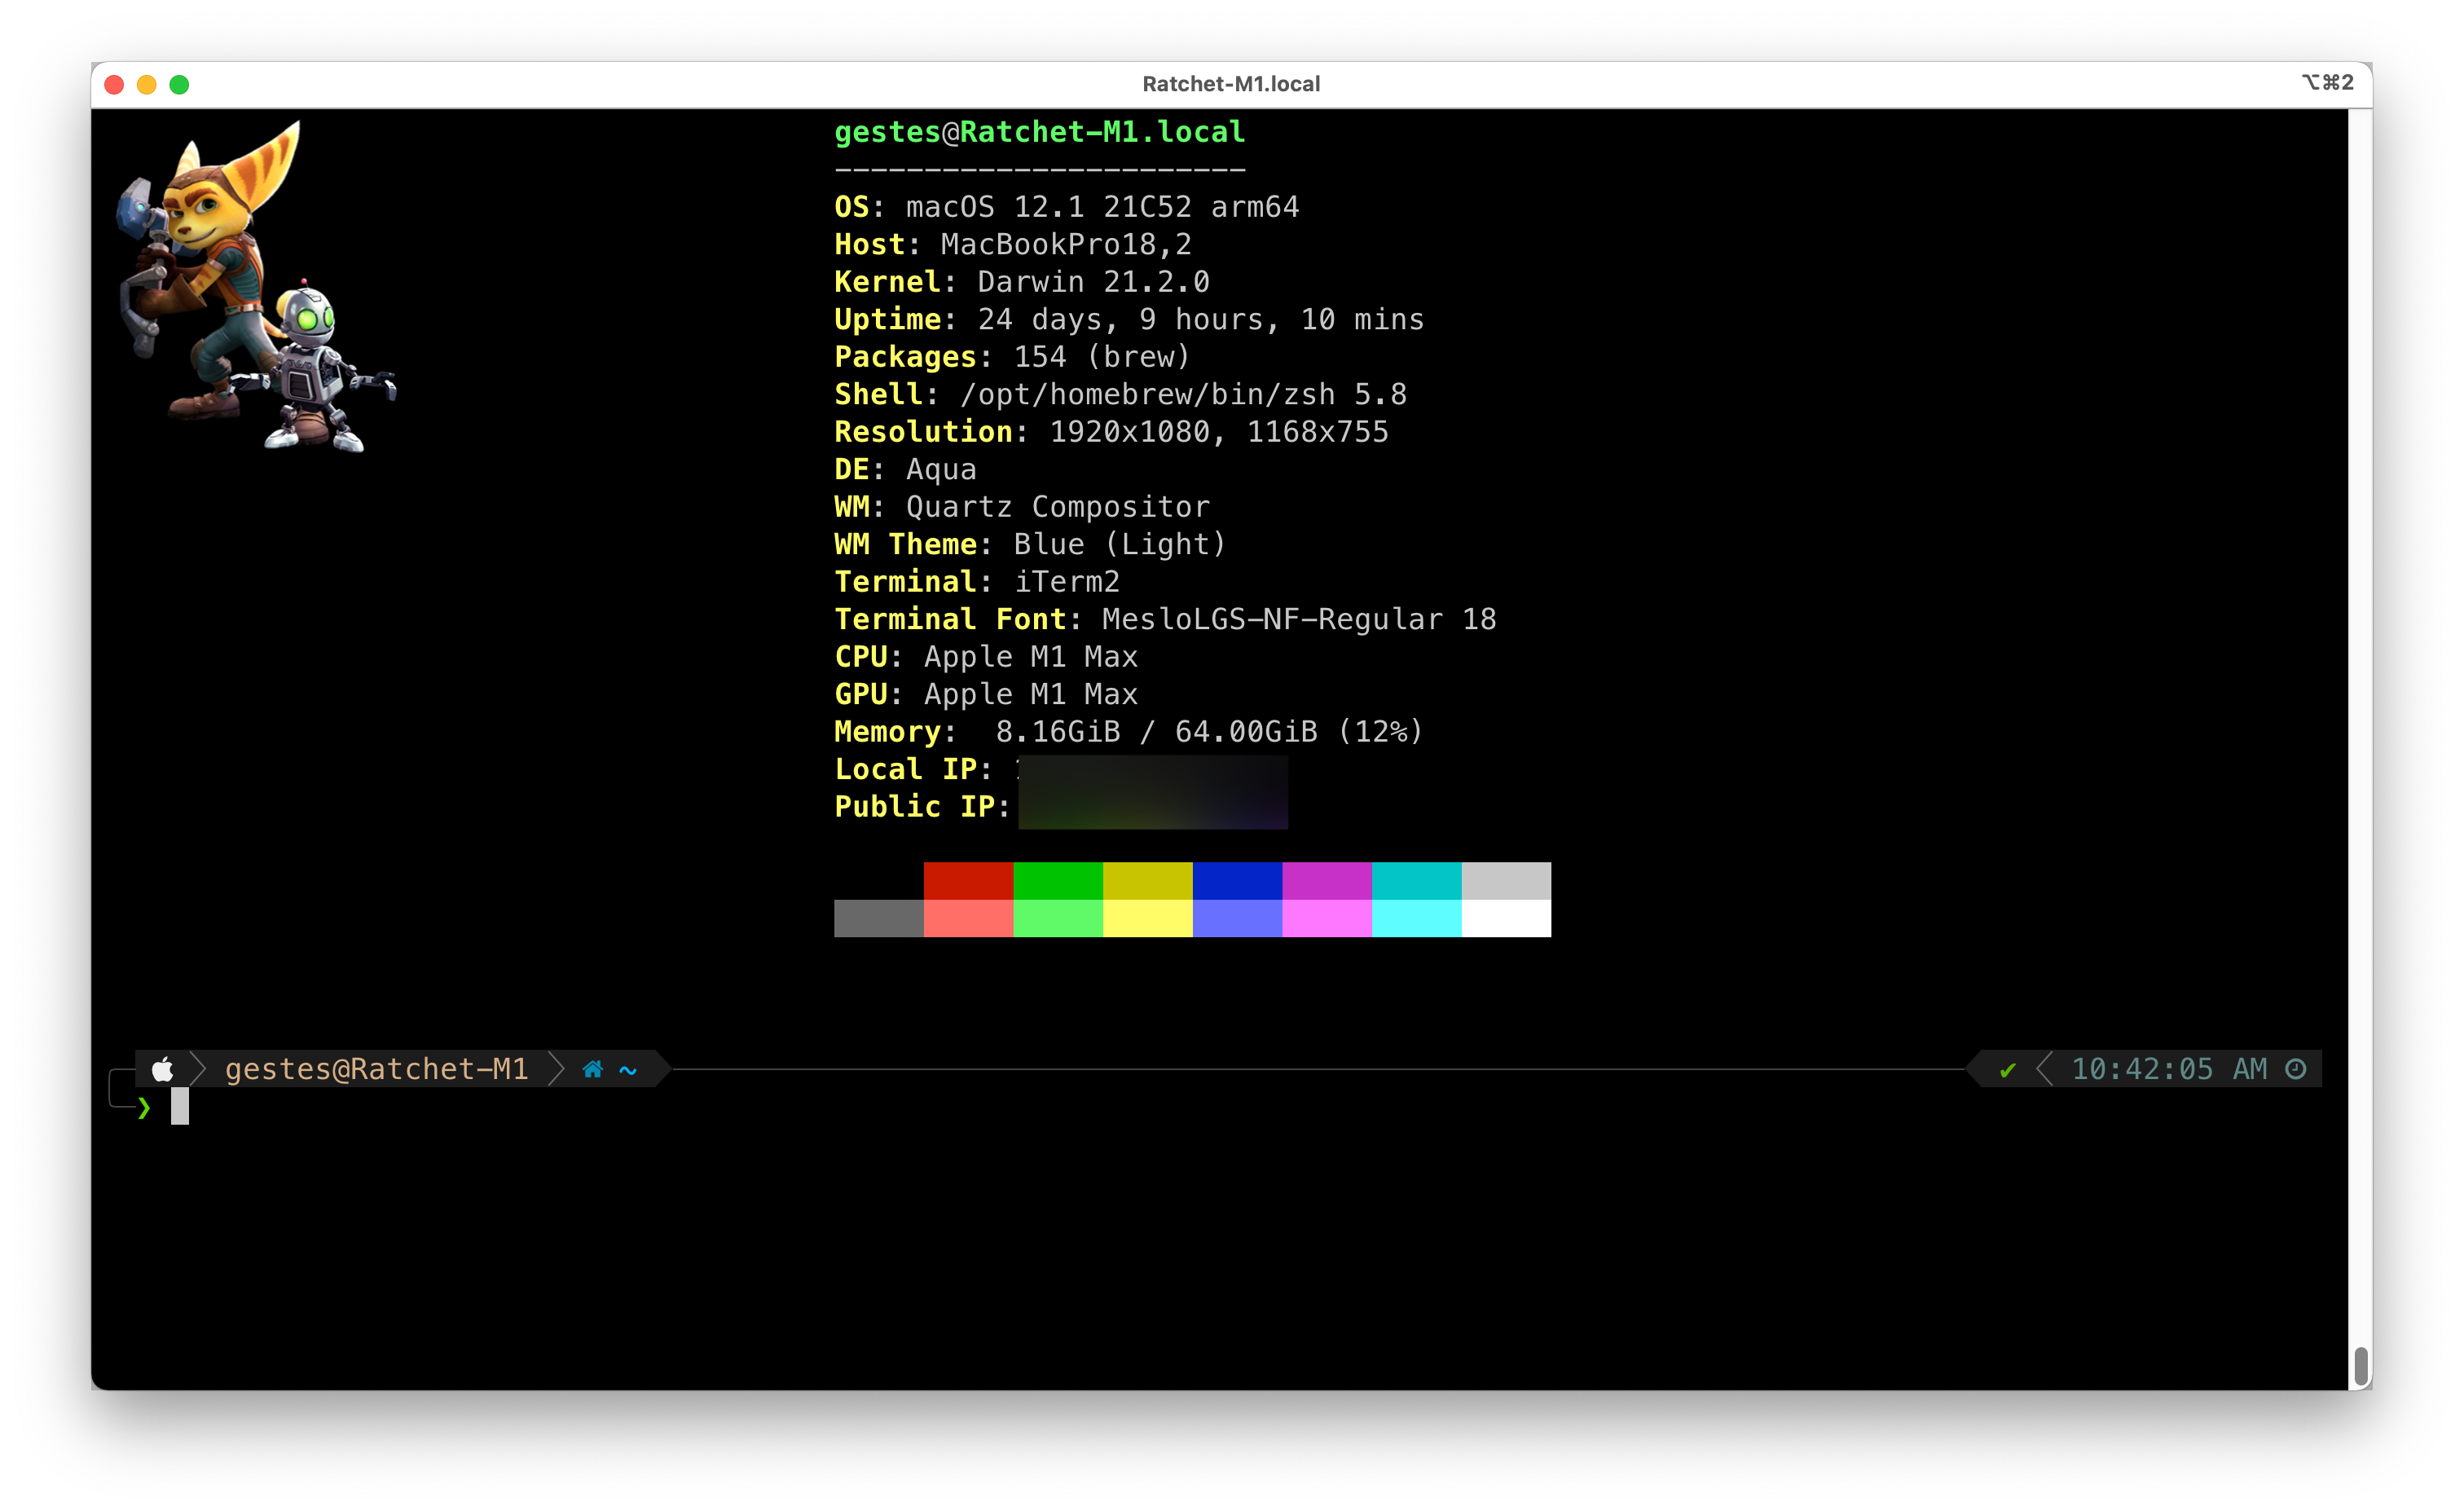 Ratchet-M1.local
⌥⌘2
gestes@Ratchet-M1.local
-----------------------
OS: macOS 12.1 21C52 arm64
Host: MacBookPro18,2
Kernel: Darwin 21.2.0
Uptime: 24 days, 9 hours, 10 mins
Packages: 154 (brew)
Shell: /opt/homebrew/bin/zsh 5.8
Resolution: 1920x1080, 1168x755
DE: Aqua
WM: Quartz Compositor
WM Theme: Blue (Light)
Terminal: iTerm2
Terminal Font: MesloLGS-NF-Regular 18
CPU: Apple M1 Max
GPU: Apple M1 Max
Memory:  8.16GiB / 64.00GiB (12%)
Local IP:
Public IP:
gestes@Ratchet-M1 ~ ✔ 10:42:05 AM
❯